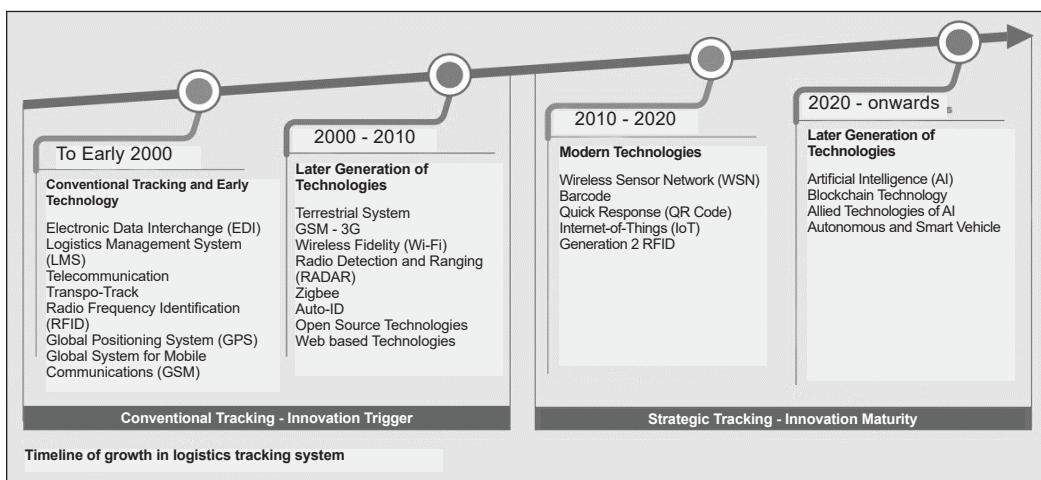 To Early 2000
Conventional Tracking and Early
Technology
Electronic Data Interchange (EDI)
Logistics Management System
(LMS)
Telecommunication
Transpo-Track
Radio Frequency Identification
(RFID)
Global Positioning System (GPS)
Global System for Mobile
Communications (GSM)
2000 - 2010
Later Generation of
Technologies
Terrestrial System
GSM - 3G
Wireless Fidelity (Wi-Fi)
Radio Detection and Ranging
(RADAR)
Zigbee
Auto-ID
Open Source Technologies
Web based Technologies
Conventional Tracking - Innovation Trigger
2010 - 2020
Modern Technologies
Wireless Sensor Network (WSN)
Barcode
Quick Response (QR Code)
Internet-of-Things (IoT)
Generation 2 RFID
2020 - onwards
Later Generation of
Technologies
Artificial Intelligence (AI)
Blockchain Technology
Allied Technologies of AI
Autonomous and Smart Vehicle
Strategic Tracking - Innovation Maturity
Timeline of growth in logistics tracking system